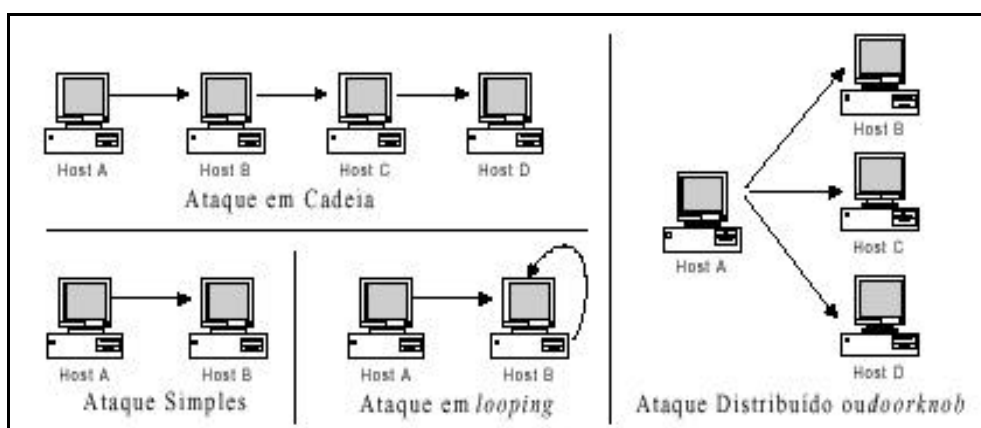 Host A
Host B
Host C
Host D
Ataque em Cadeia
Host A
Host B
Ataque Simples
Host A
Host B
Ataque em looping
Host B
Host C
Host A
Host D
Ataque Distribuído oudoorknob